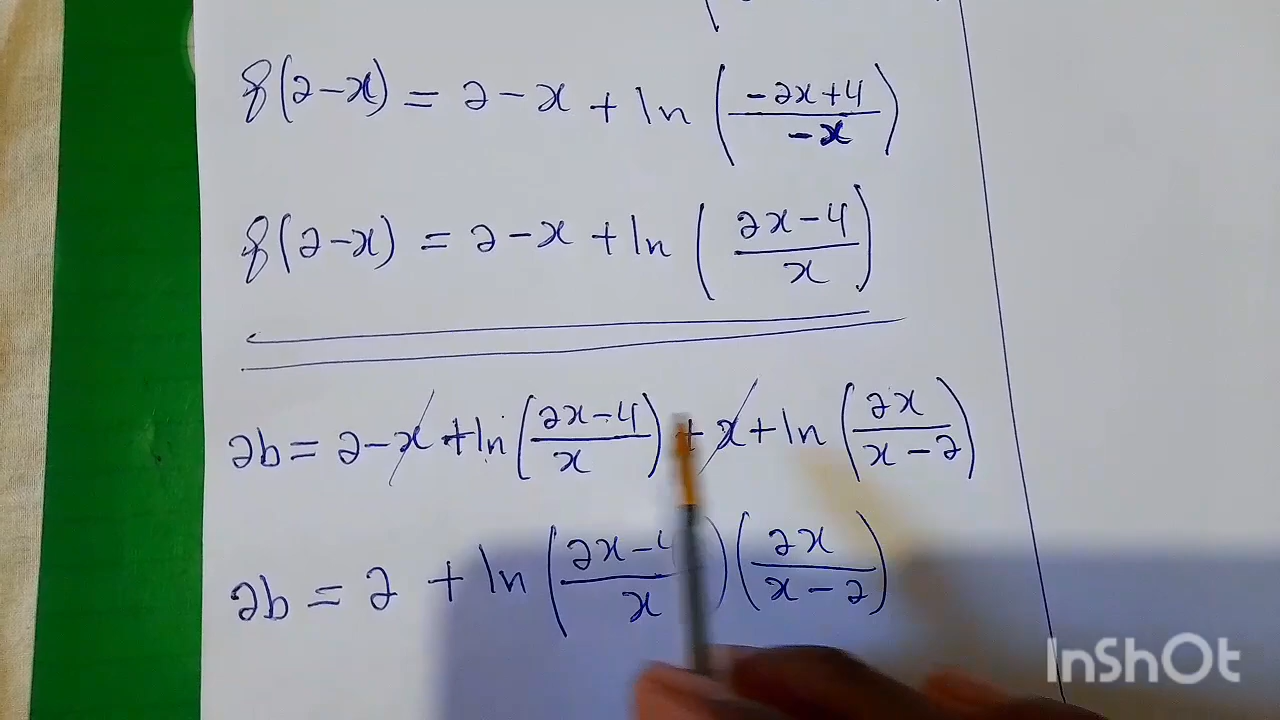 f(2-x) = 2-x + ln((-2x+4)/(-x))
f(2-x) = 2-x + ln((2x-4)/x)
2b = 2-x + ln((2x-4)/x) + x + ln(2x/(x-2))
2b = 2 + ln((2x-4)/x)(2x/(x-2))
InShOt